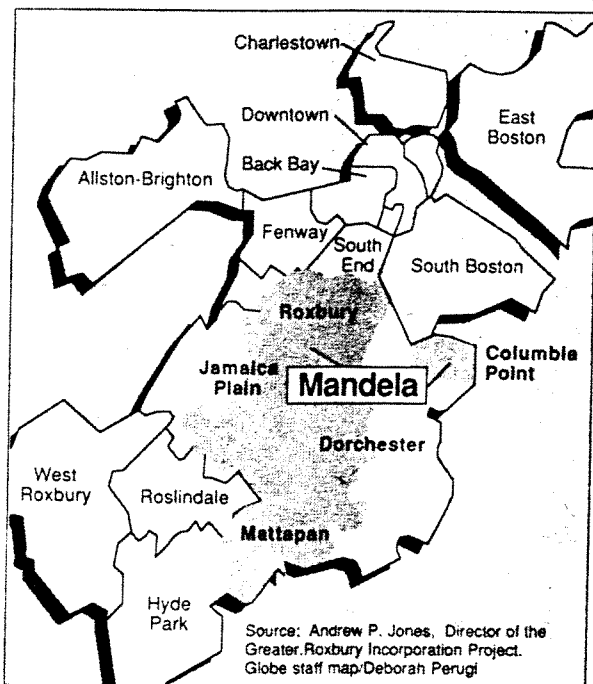 Charlestown
Downtown
East
Boston
Back Bay
Allston-Brighton
Fenway
South
End
South Boston
Roxbury
Columbia
Point
Jamaica
Plain
Mandela
Dorchester
West
Roxbury
Roslindale
Mattapan
Hyde
Park
Source: Andrew P. Jones, Director of the
Greater Roxbury Incorporation Project.
Globe staff map/Deborah Perugi